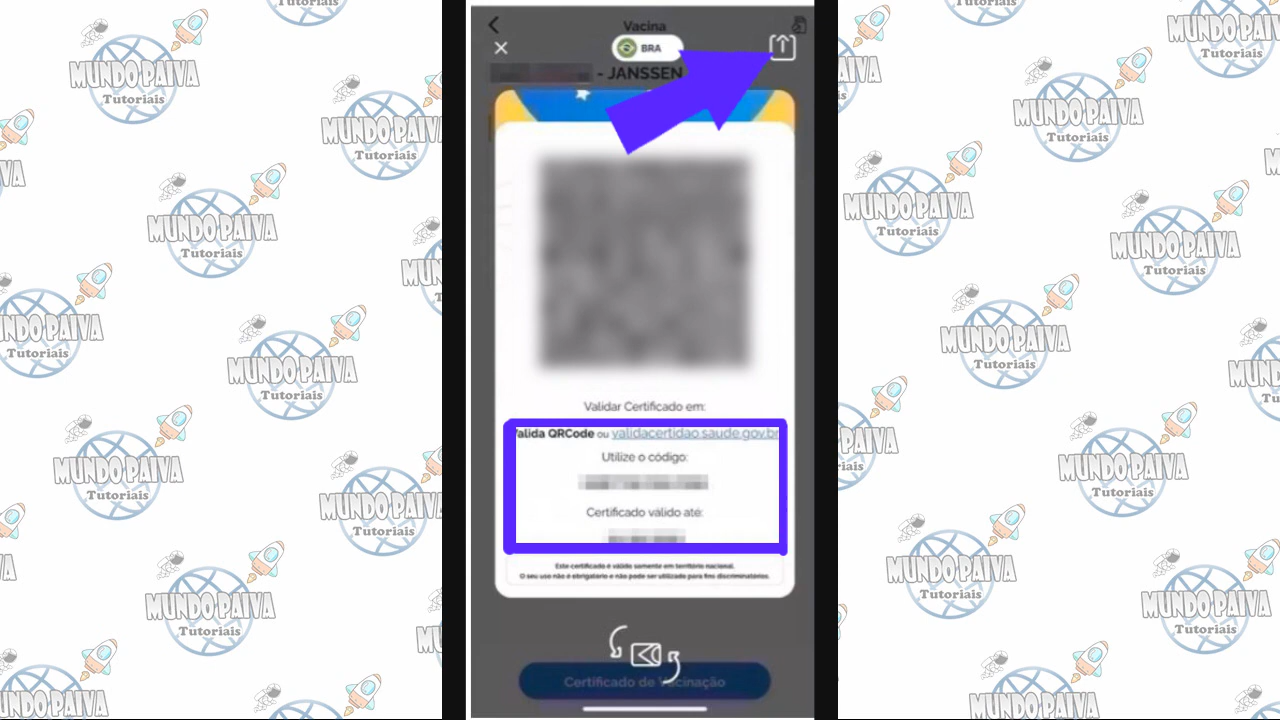 Vacina
BRA
- JANSSEN
Validar Certificado em:
Valida QRCode ou validacertidao.saude.gov.br
Utilize o código:
Certificado válido até:
Este certificado é válido somente em território nacional.
O seu uso não é obrigatório e não pode ser utilizado para fins discriminatórios.
Certificado de Vacinação
MUNDO PAIVA
Tutoriais